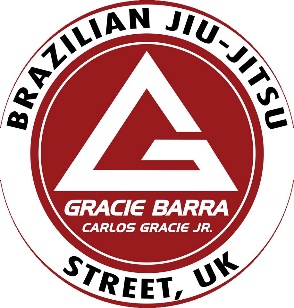 BRAZILIAN JIU-JITSU
GRACIE BARRA
CARLOS GRACIE JR.
STREET, UK